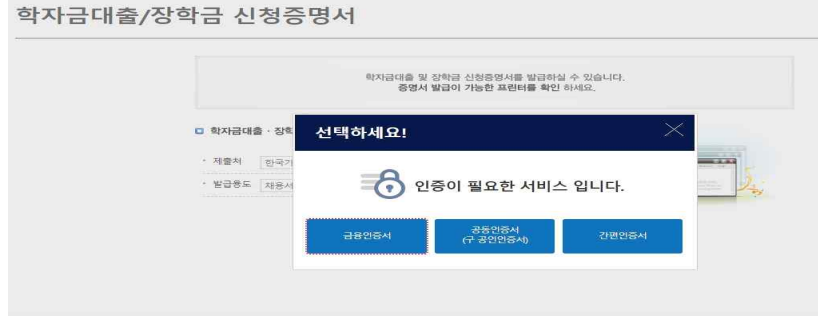 학자금대출/장학금 신청증명서
학자금대출 및 장학금 신청증명서를 발급하실 수 있습니다.
증명서 발급이 가능한 프린터를 확인 하세요.
학자금대출 · 장학
선택하세요!
· 제출처 한국기
· 발급용도 채용서
인증이 필요한 서비스 입니다.
금융인증서
공동인증서
(구 공인인증서)
간편인증서